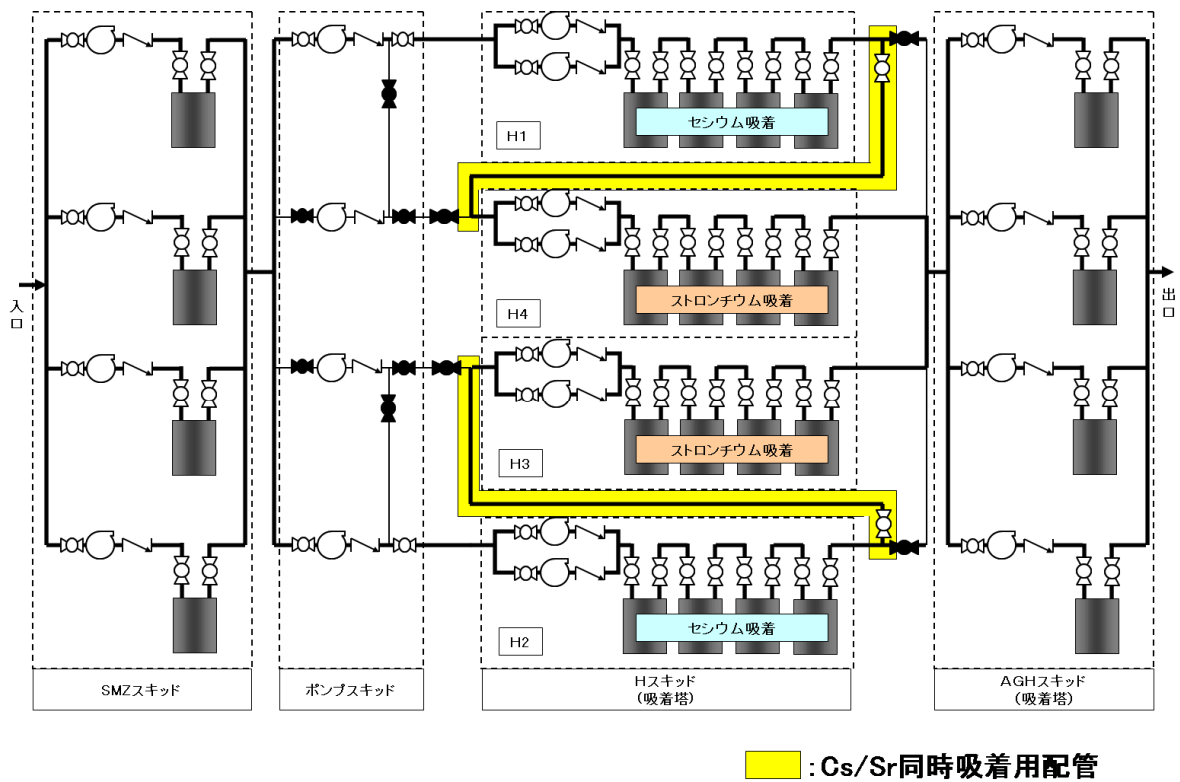 セシウム吸着
H1
入口
ストロンチウム吸着
H4
出口
ストロンチウム吸着
H3
セシウム吸着
H2
SMZスキッド
ポンプスキッド
Hスキッド
(吸着塔)
AGHスキッド
(吸着塔)
:Cs/Sr同時吸着用配管